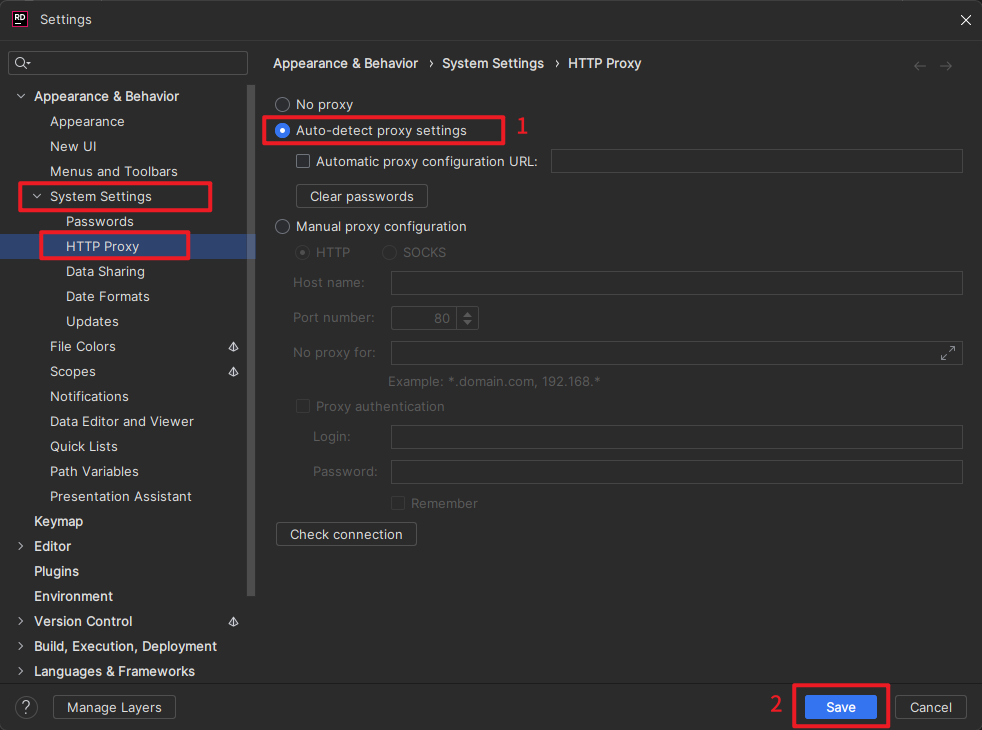 RD Settings
Appearance & Behavior › System Settings › HTTP Proxy
Appearance & Behavior
Appearance
New UI
Menus and Toolbars
System Settings
Passwords
HTTP Proxy
Data Sharing
Date Formats
Updates
File Colors
Scopes
Notifications
Data Editor and Viewer
Quick Lists
Path Variables
Presentation Assistant
Keymap
Editor
Plugins
Environment
Version Control
Build, Execution, Deployment
Languages & Frameworks
No proxy
Auto-detect proxy settings 1
Automatic proxy configuration URL:
Clear passwords
Manual proxy configuration
HTTP SOCKS
Host name:
Port number: 80
No proxy for:
Example: *.domain.com, 192.168.*
Proxy authentication
Login:
Password:
Remember
Check connection
? Manage Layers 2 Save Cancel